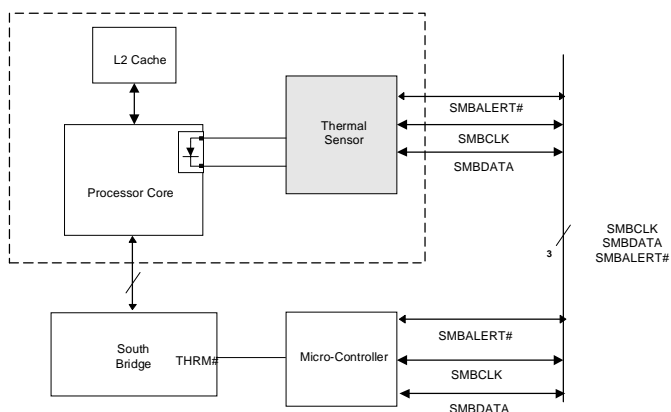 L2 Cache
Processor Core
Thermal
Sensor
SMBALERT#
SMBCLK
SMBDATA
3
SMBCLK
SMBDATA
SMBALERT#
South
Bridge
THRM#
Micro-Controller
SMBALERT#
SMBCLK
SMBDATA